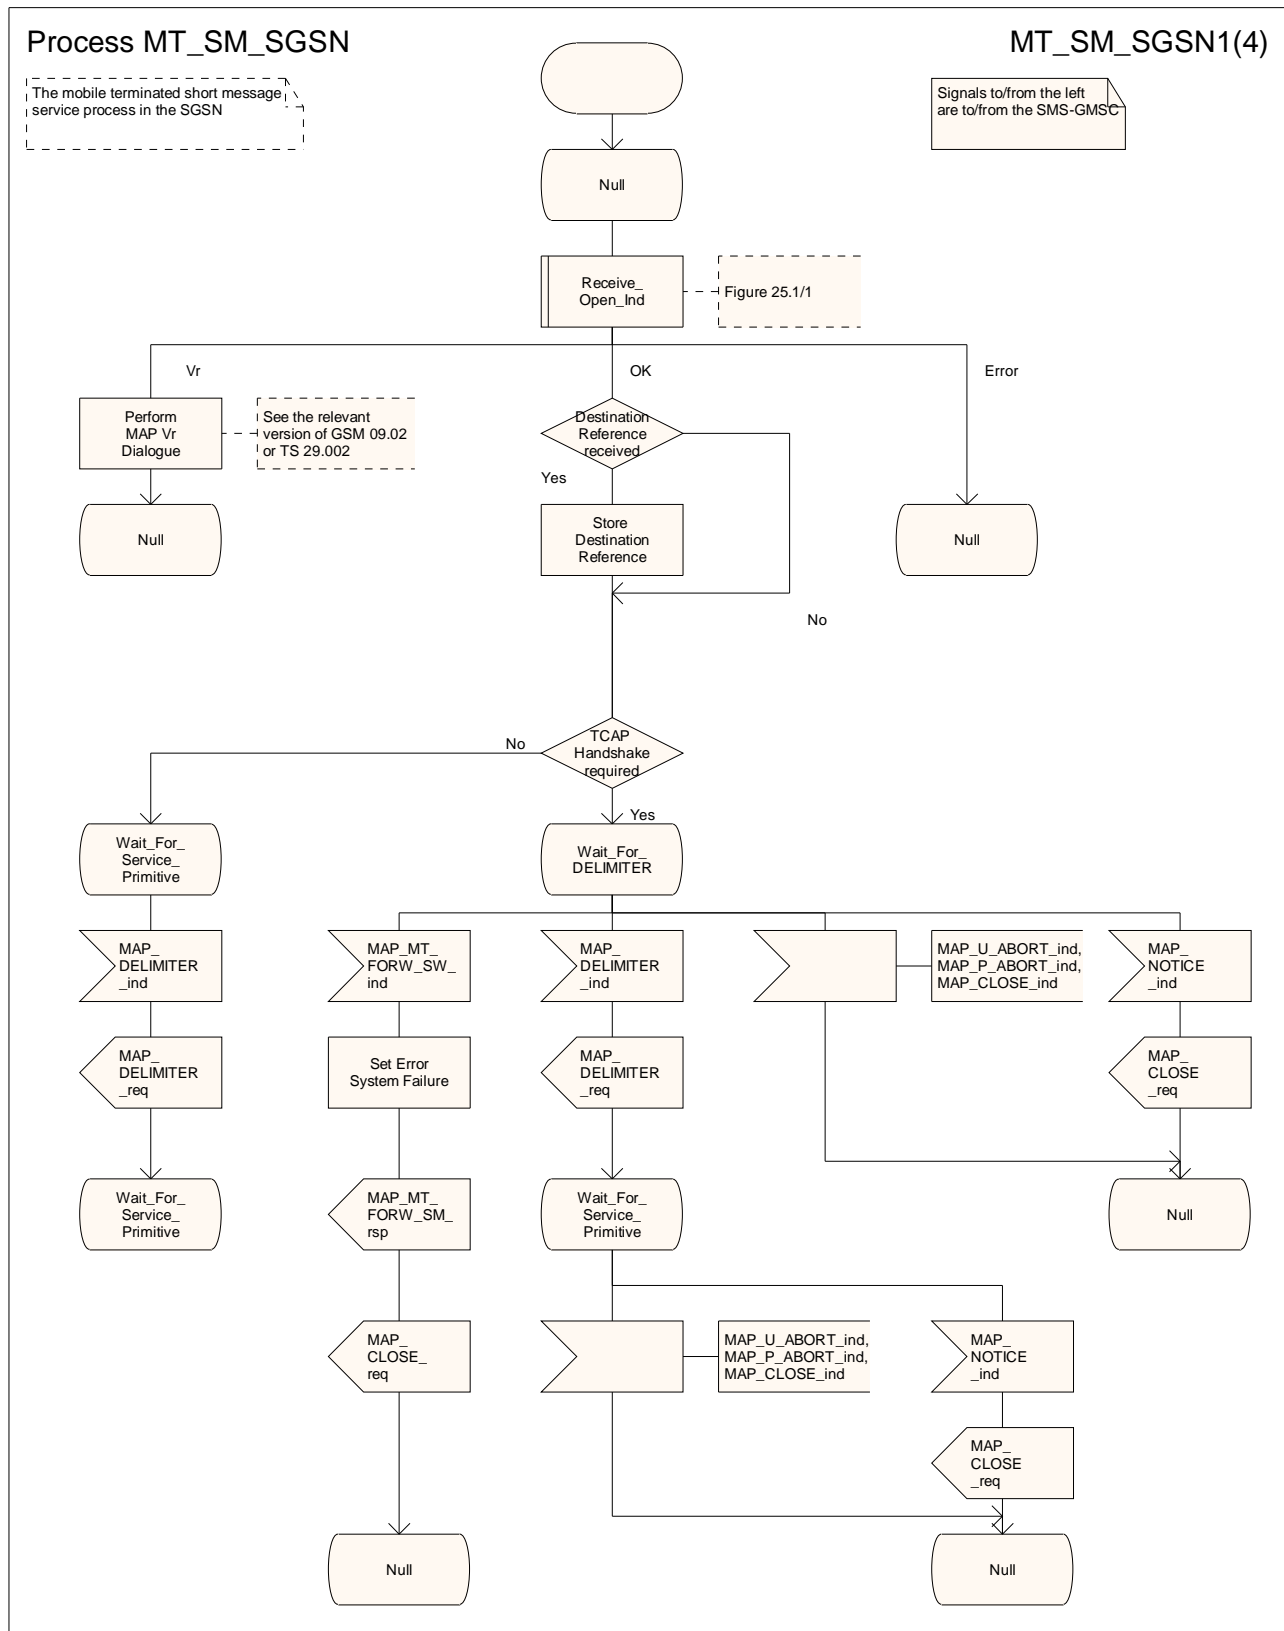 Process MT_SM_SGSN
MT_SM_SGSN1(4)
The mobile terminated short message
service process in the SGSN
Signals to/from the left
are to/from the SMS-GMSC
Null
Receive_
Open_Ind
Figure 25.1/1
Vr
OK
Error
Perform
MAP Vr
Dialogue
See the relevant
version of GSM 09.02
or TS 29.002
Destination
Reference
received
Yes
Null
Store
Destination
Reference
Null
No
TCAP
Handshake
required
No
Yes
Wait_For_
Service_
Primitive
Wait_For_
DELIMITER
MAP_
DELIMITER
_ind
MAP_MT_
FORW_SW_
ind
MAP_
DELIMITER
_ind
MAP_U_ABORT_ind,
MAP_P_ABORT_ind,
MAP_CLOSE_ind
MAP_
NOTICE
_ind
MAP_
DELIMITER
_req
Set Error
System Failure
MAP_
DELIMITER
_req
MAP_
CLOSE
_req
Wait_For_
Service_
Primitive
MAP_MT_
FORW_SM_
rsp
Wait_For_
Service_
Primitive
Null
MAP_
CLOSE_
req
MAP_U_ABORT_ind,
MAP_P_ABORT_ind,
MAP_CLOSE_ind
MAP_
NOTICE
_ind
MAP_
CLOSE
_req
Null
Null